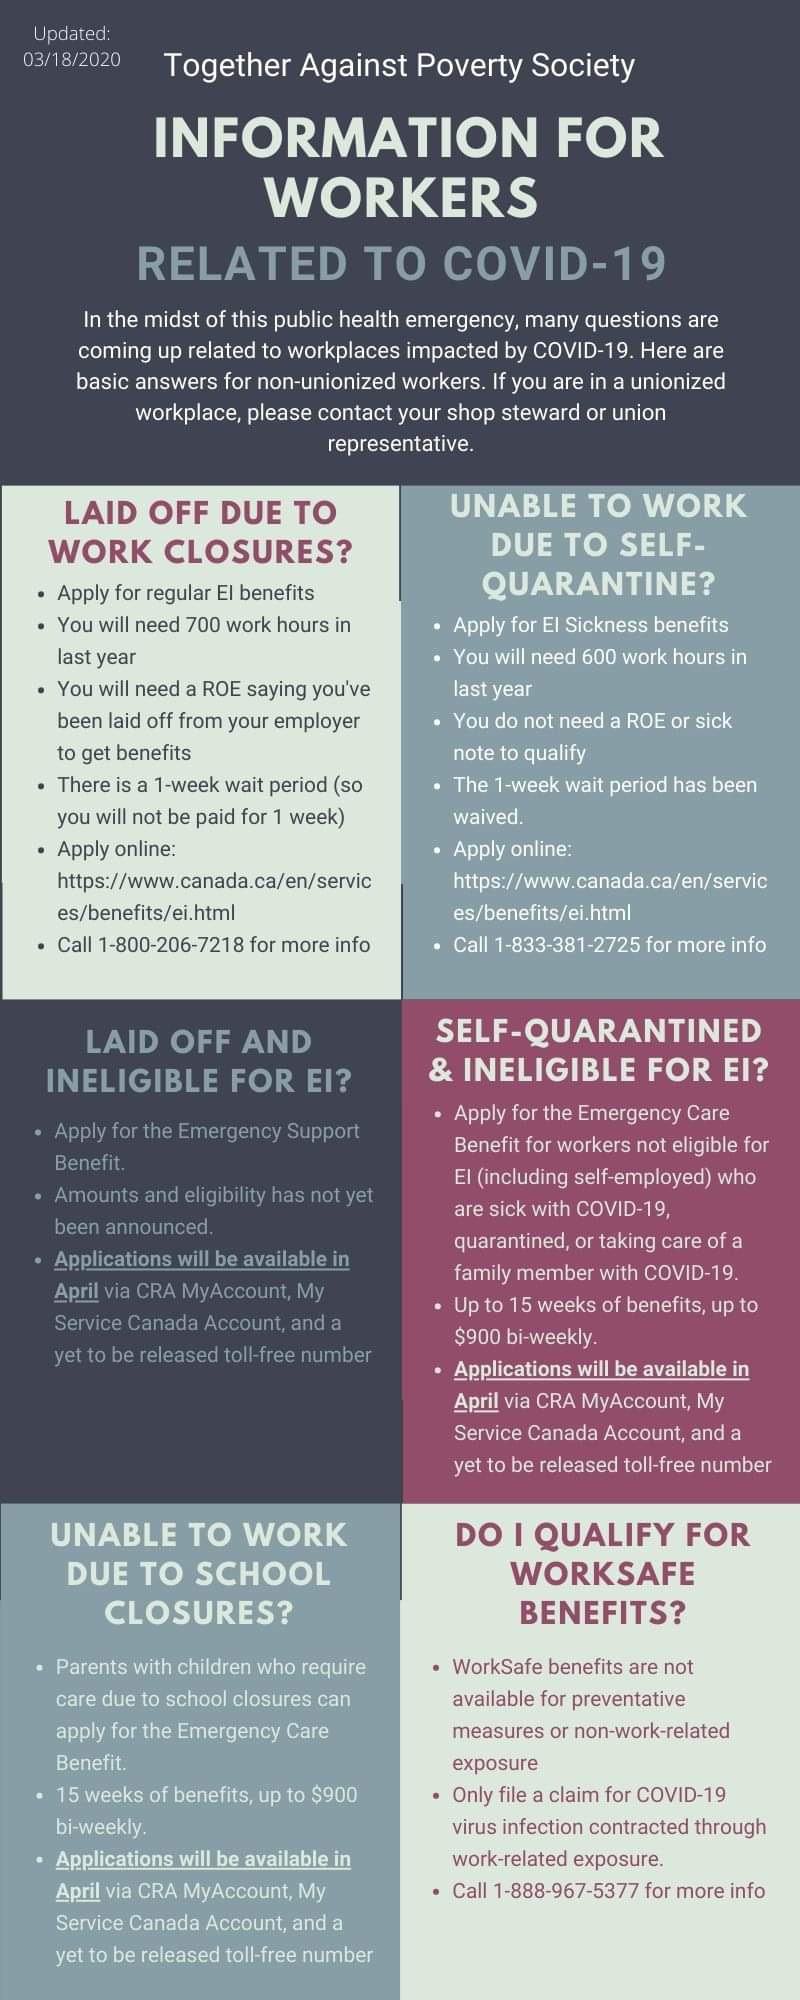 Updated:
03/18/2020
Together Against Poverty Society
INFORMATION FOR
WORKERS
RELATED TO COVID-19
In the midst of this public health emergency, many questions are
coming up related to workplaces impacted by COVID-19. Here are
basic answers for non-unionized workers. If you are in a unionized
workplace, please contact your shop steward or union
representative.
LAID OFF DUE TO
WORK CLOSURES?
• Apply for regular EI benefits
• You will need 700 work hours in
last year
• You will need a ROE saying you've
been laid off from your employer
to get benefits
• There is a 1-week wait period (so
you will not be paid for 1 week)
• Apply online:
https://www.canada.ca/en/servic
es/benefits/ei.html
• Call 1-800-206-7218 for more info
UNABLE TO WORK
DUE TO SELF-
QUARANTINE?
• Apply for EI Sickness benefits
• You will need 600 work hours in
last year
• You do not need a ROE or sick
note to qualify
• The 1-week wait period has been
waived.
• Apply online:
https://www.canada.ca/en/servic
es/benefits/ei.html
• Call 1-833-381-2725 for more info
LAID OFF AND
INELIGIBLE FOR EI?
• Apply for the Emergency Support
Benefit.
• Amounts and eligibility has not yet
been announced.
• Applications will be available in
April via CRA MyAccount, My
Service Canada Account, and a
yet to be released toll-free number
SELF-QUARANTINED
& INELIGIBLE FOR EI?
• Apply for the Emergency Care
Benefit for workers not eligible for
EI (including self-employed) who
are sick with COVID-19,
quarantined, or taking care of a
family member with COVID-19.
• Up to 15 weeks of benefits, up to
$900 bi-weekly.
• Applications will be available in
April via CRA MyAccount, My
Service Canada Account, and a
yet to be released toll-free number
UNABLE TO WORK
DUE TO SCHOOL
CLOSURES?
• Parents with children who require
care due to school closures can
apply for the Emergency Care
Benefit.
• 15 weeks of benefits, up to $900
bi-weekly.
• Applications will be available in
April via CRA MyAccount, My
Service Canada Account, and a
yet to be released toll-free number
DO I QUALIFY FOR
WORKSAFE
BENEFITS?
• WorkSafe benefits are not
available for preventative
measures or non-work-related
exposure
• Only file a claim for COVID-19
virus infection contracted through
work-related exposure.
• Call 1-888-967-5377 for more info